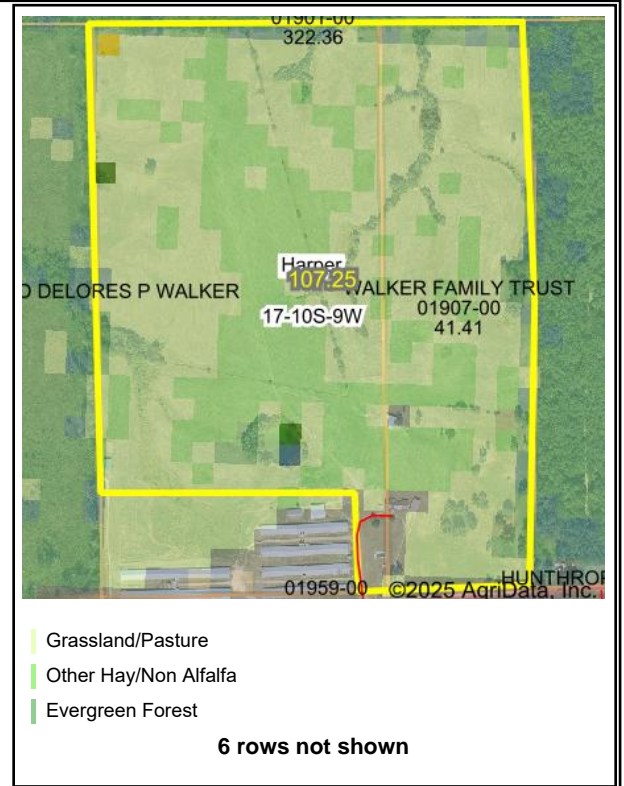 01901-00
322.36
Harper
107.25
D DELORES P WALKER
WALKER FAMILY TRUST
17-10S-9W
01907-00
41.41
01959-00
HUNTHROP
©2025 AgriData, Inc.
Grassland/Pasture
Other Hay/Non Alfalfa
Evergreen Forest
6 rows not shown